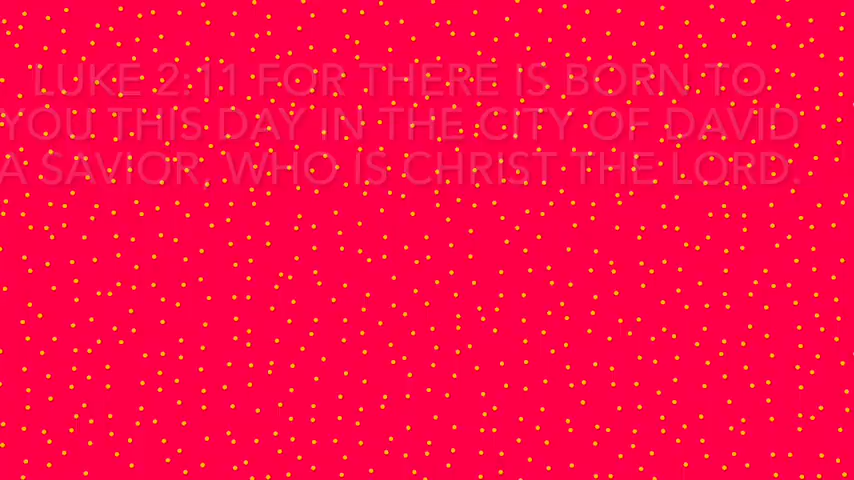 LUKE 2:11 FOR THERE IS BORN TO
YOU THIS DAY IN THE CITY OF DAVID
A SAVIOR, WHO IS CHRIST THE LORD.